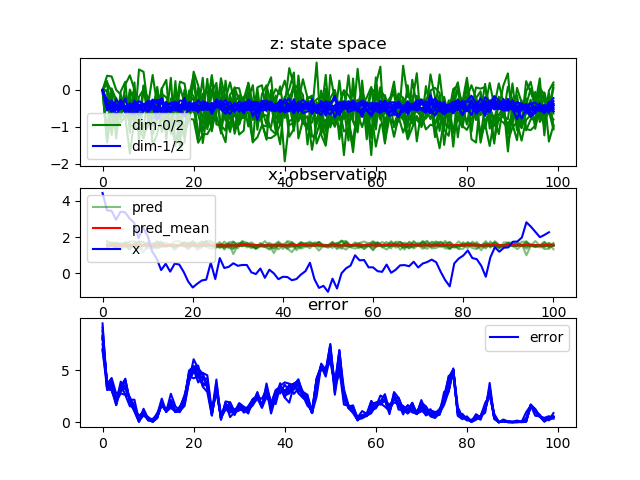 z: state space
0
−1
−2
dim-0/2
dim-1/2
0 20 40 60 80 100
x: observation
4
2
0
pred
pred_mean
x
0 20 40 60 80 100
error
5
0
error
0 20 40 60 80 100